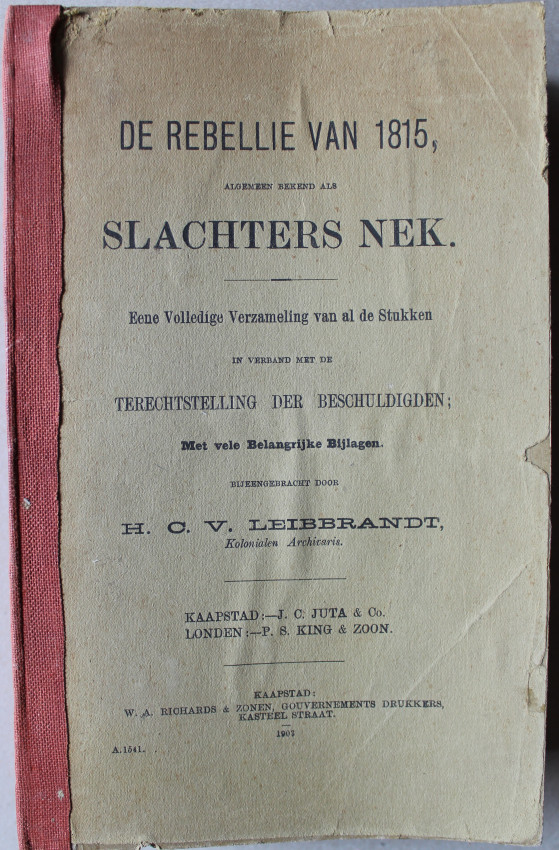 DE REBELLIE VAN 1815,
ALGEMEEN BEKEND ALS
SLACHTERS NEK.
Eene Volledige Verzameling van al de Stukken
IN VERBAND MET DE
TERECHTSTELLING DER BESCHULDIGDEN;
Met vele Belangrijke Bijlagen.
BIJEENGEBRACHT DOOR
H. C. V. LEIBBRANDT,
Kolonialen Archivaris.
KAAPSTAD:—J. C. JUTA & Co.
LONDEN:—P. S. KING & ZOON.
KAAPSTAD:
W. A. RICHARDS & ZONEN, GOUVERNEMENTS DRUKKERS,
KASTEEL STRAAT.
A.1541.